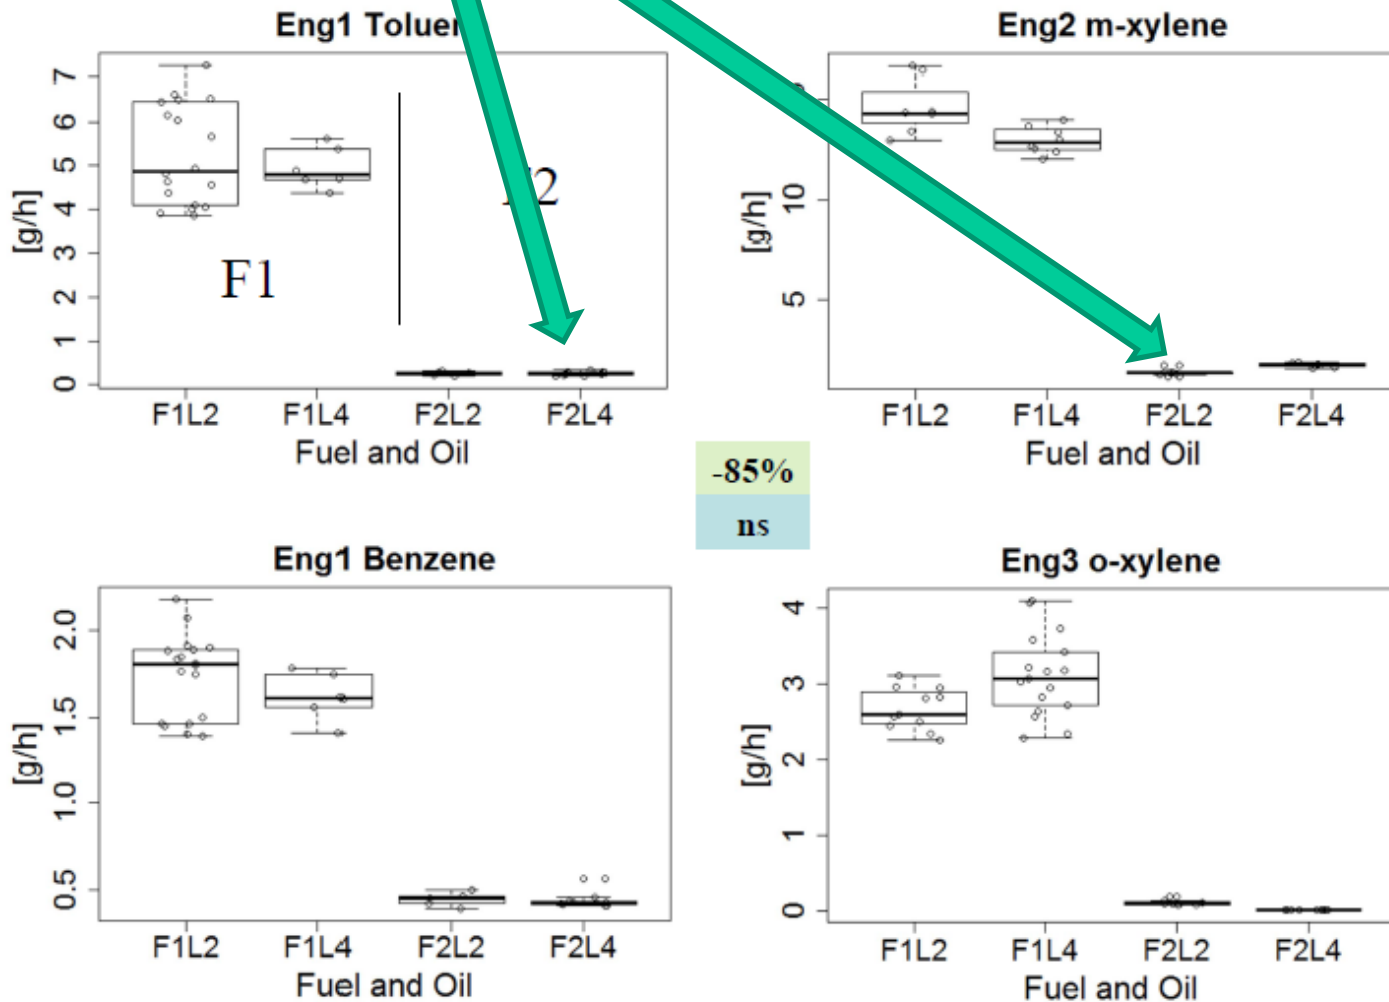 Eng1 Toluen
7
6
5
4
3
2
1
0
[g/h]
F1
F1L2 F1L4 F2L2 F2L4
Fuel and Oil
Eng2 m-xylene
10
5
[g/h]
F1L2 F1L4 F2L2 F2L4
Fuel and Oil
-85%
ns
Eng1 Benzene
2.0
1.5
1.0
0.5
[g/h]
F1L2 F1L4 F2L2 F2L4
Fuel and Oil
Eng3 o-xylene
4
3
2
1
0
[g/h]
F1L2 F1L4 F2L2 F2L4
Fuel and Oil